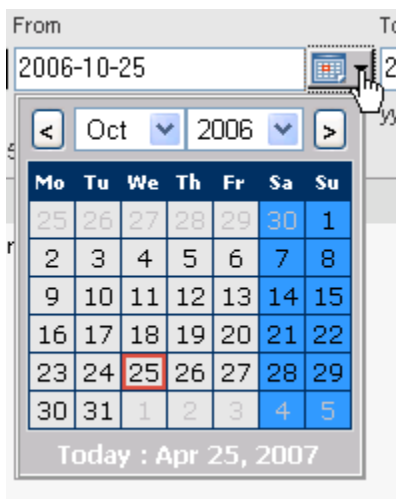 From To
2006-10-25 2
yy
< Oct 2006 >
Mo Tu We Th Fr Sa Su
25 26 27 28 29 30 1
2 3 4 5 6 7 8
9 10 11 12 13 14 15
16 17 18 19 20 21 22
23 24 25 26 27 28 29
30 31 1 2 3 4 5
Today : Apr 25, 2007